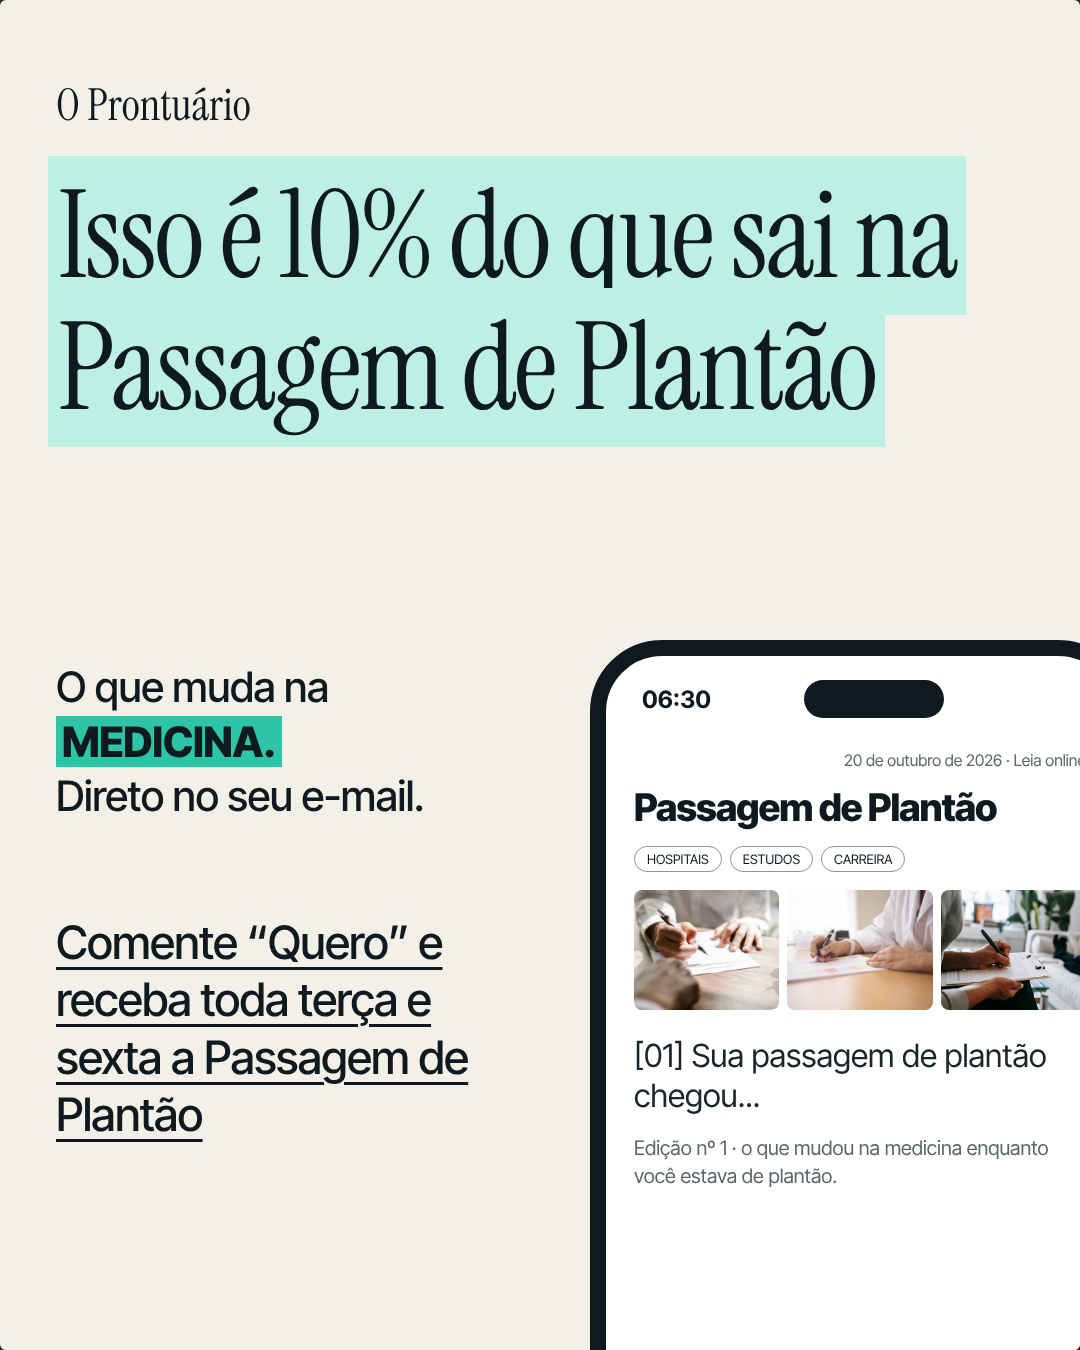 O Prontuário
Isso é 10% do que sai na
Passagem de Plantão
O que muda na
MEDICINA.
Direto no seu e-mail.
Comente “Quero” e
receba toda terça e
sexta a Passagem de
Plantão
06:30
20 de outubro de 2026 · Leia online
Passagem de Plantão
HOSPITAIS ESTUDOS CARREIRA
[01] Sua passagem de plantão
chegou...
Edição nº 1 · o que mudou na medicina enquanto
você estava de plantão.